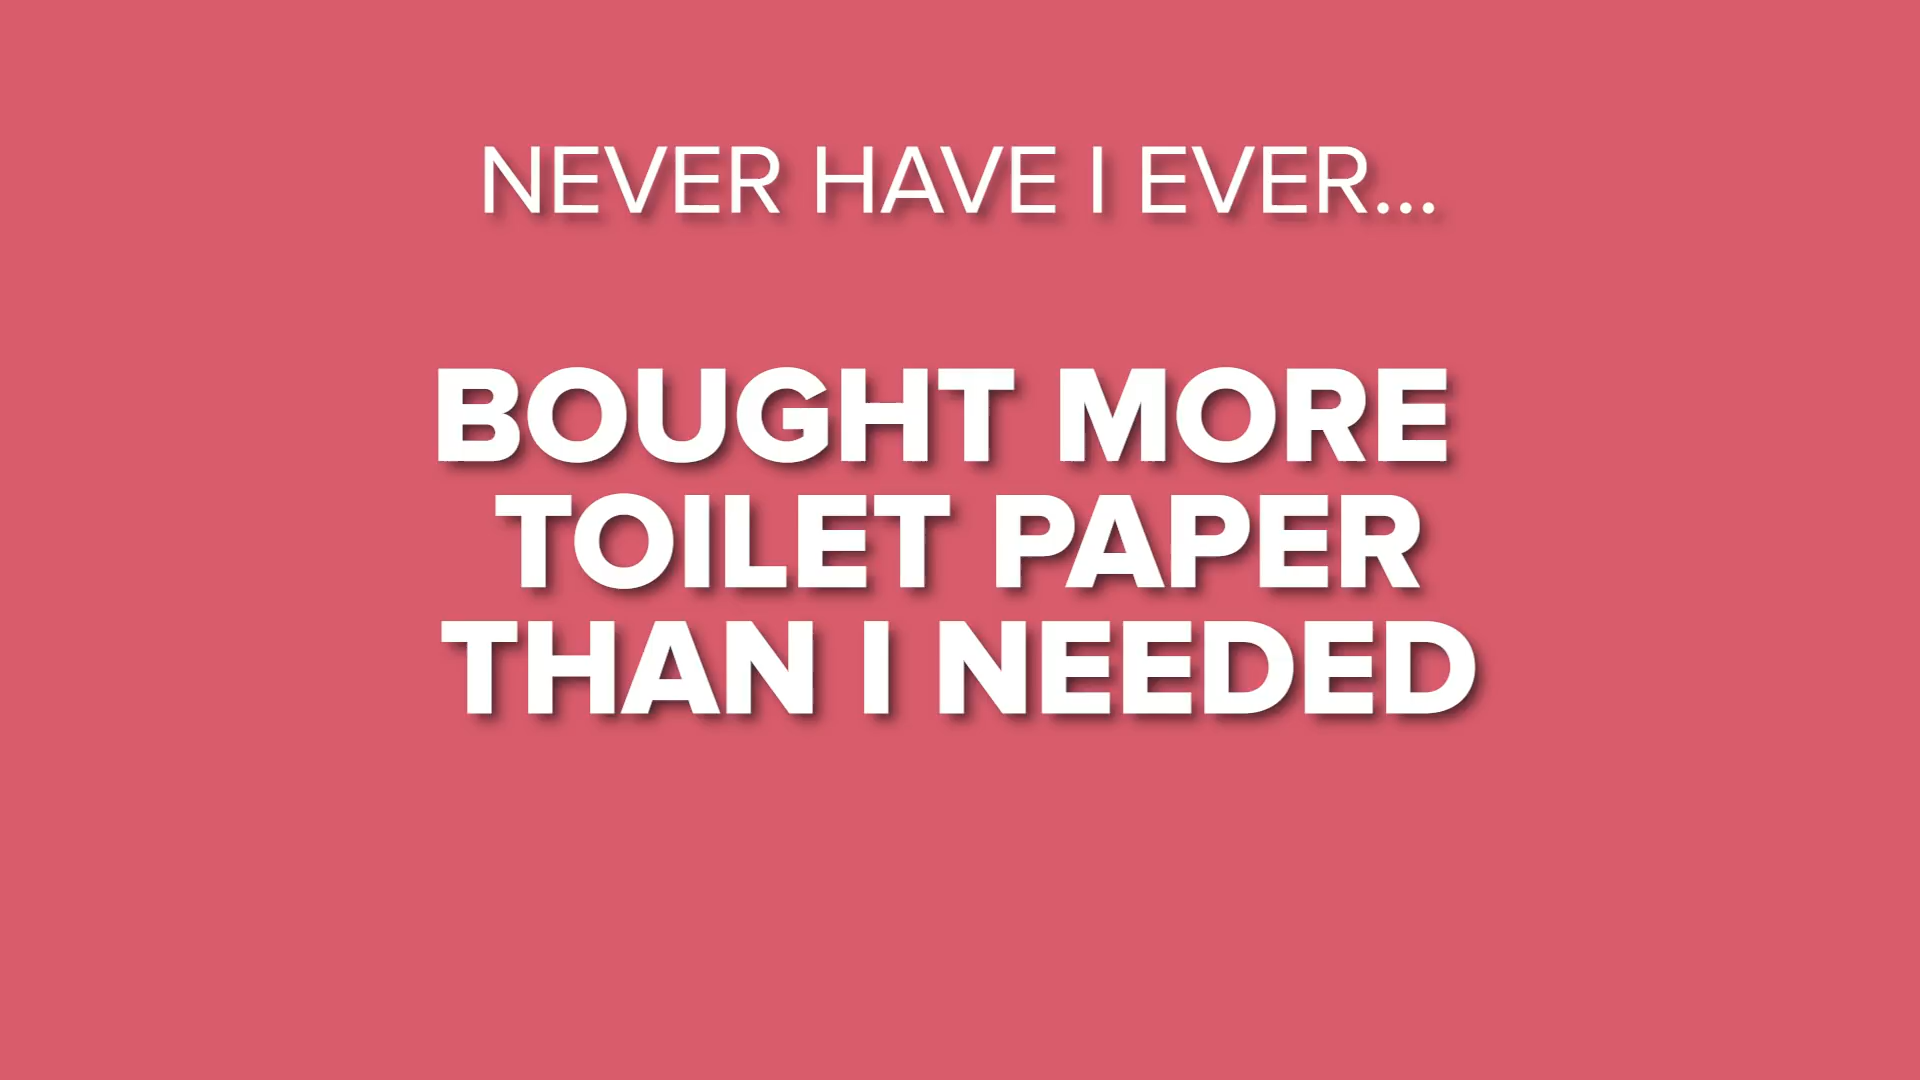 NEVER HAVE I EVER...
BOUGHT MORE
TOILET PAPER
THAN I NEEDED